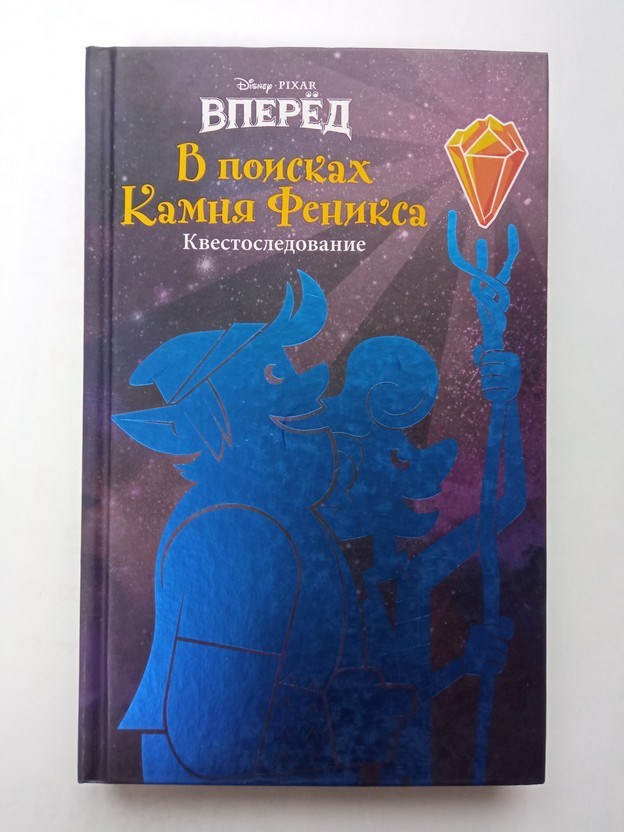 Disney · PIXAR
ВПЕРЁД
В поисках
Камня Феникса
Квестоследование